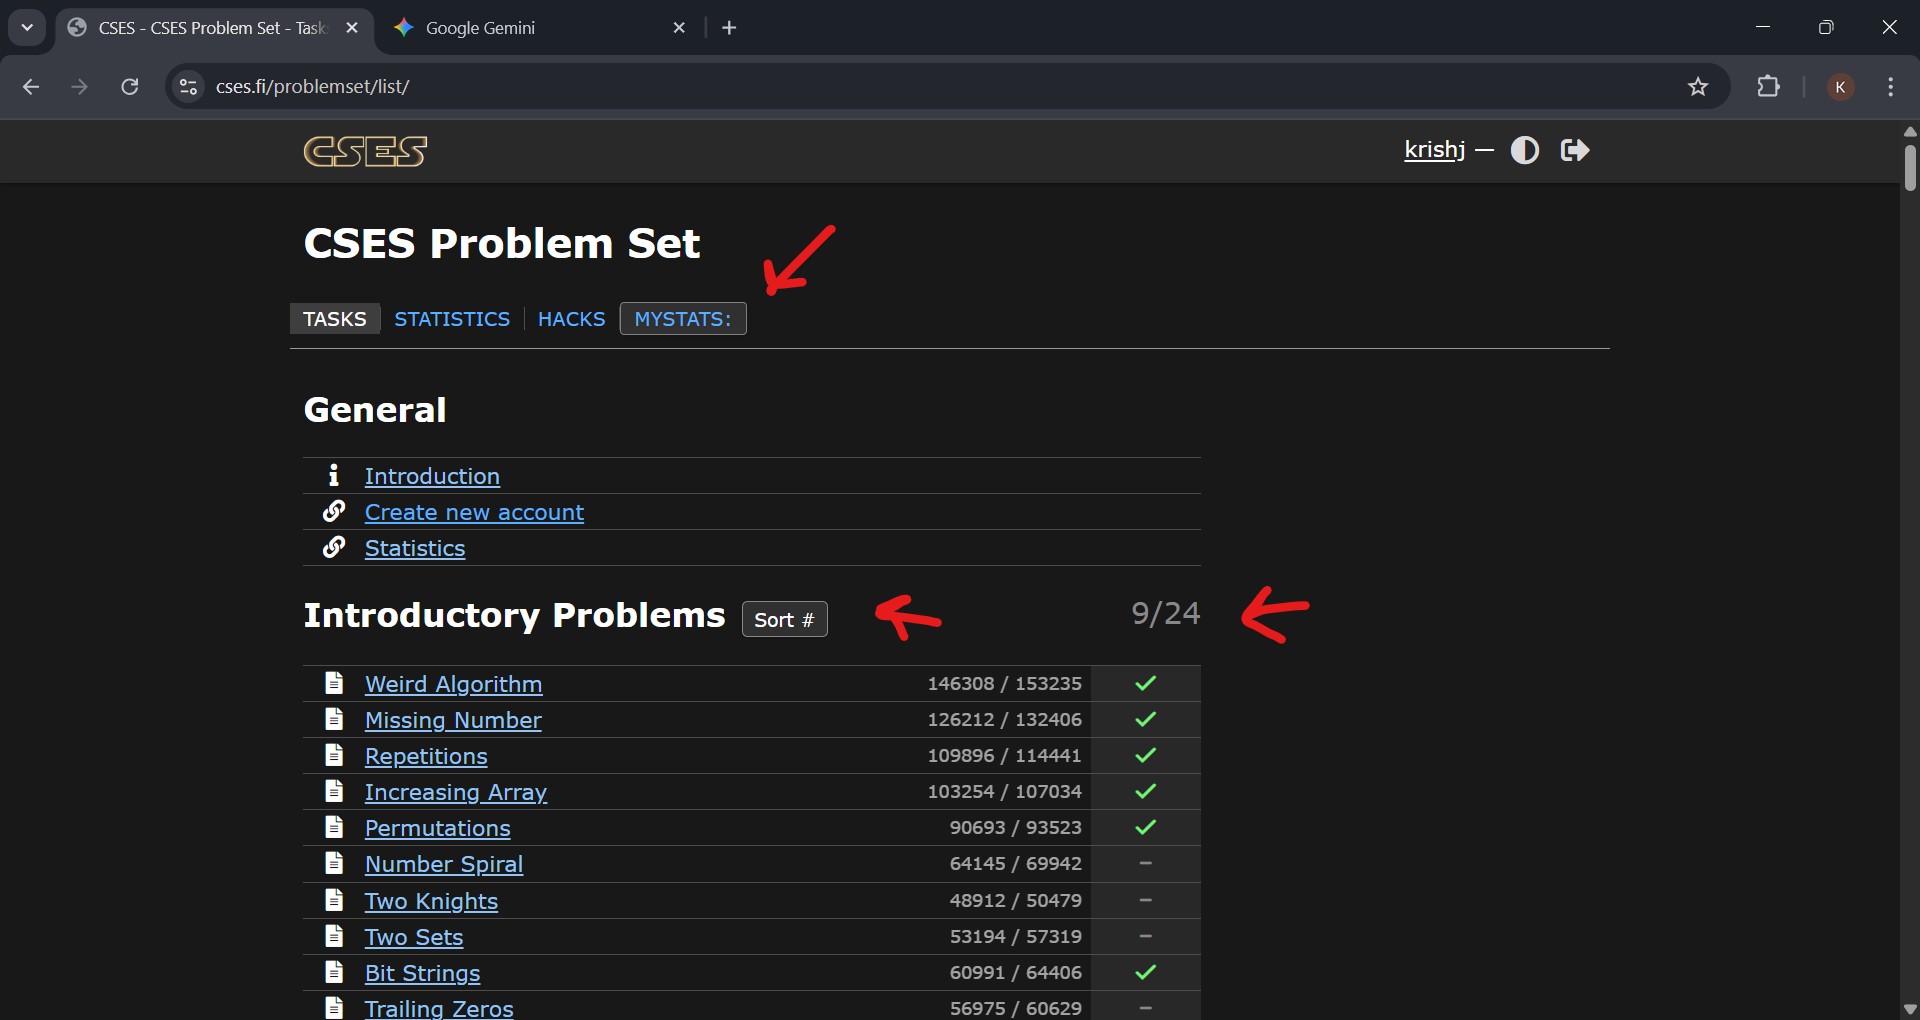 CSES - CSES Problem Set - Task
Google Gemini
cses.fi/problemset/list/
K
CSES
krishj —
CSES Problem Set
TASKS
STATISTICS
HACKS
MYSTATS:
General
Introduction
Create new account
Statistics
Introductory Problems Sort # 9/24
Weird Algorithm 146308 / 153235
Missing Number 126212 / 132406
Repetitions 109896 / 114441
Increasing Array 103254 / 107034
Permutations 90693 / 93523
Number Spiral 64145 / 69942 –
Two Knights 48912 / 50479 –
Two Sets 53194 / 57319 –
Bit Strings 60991 / 64406
Trailing Zeros 56975 / 60629 –